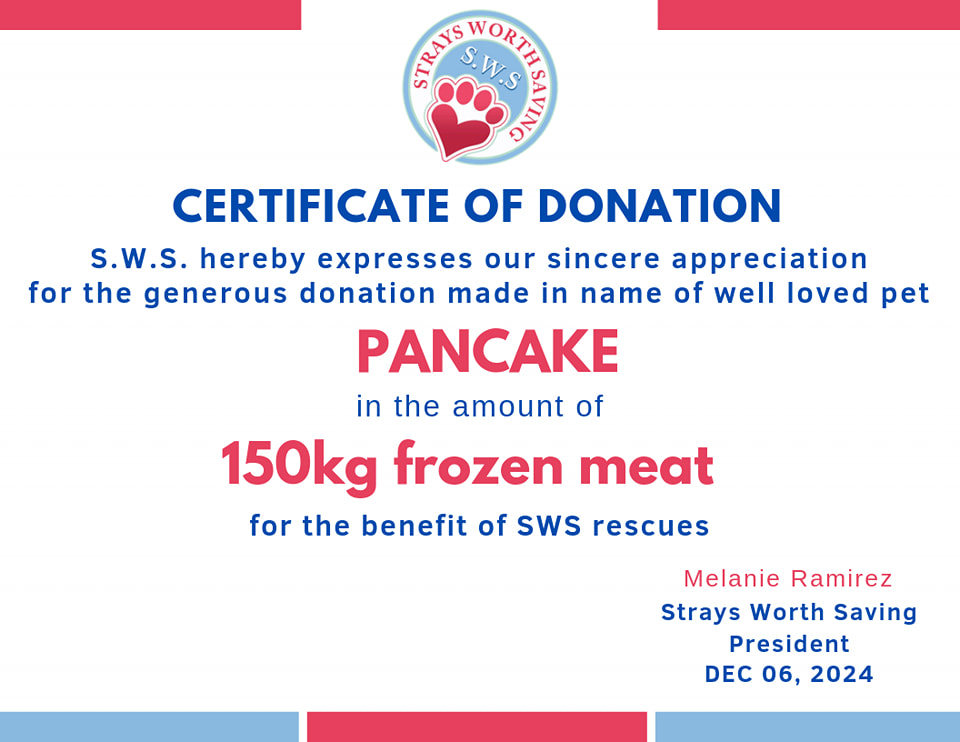 STRAYS WORTH SAVING
S.W.S
CERTIFICATE OF DONATION
S.W.S. hereby expresses our sincere appreciation
for the generous donation made in name of well loved pet
PANCAKE
in the amount of
150kg frozen meat
for the benefit of SWS rescues
Melanie Ramirez
Strays Worth Saving
President
DEC 06, 2024